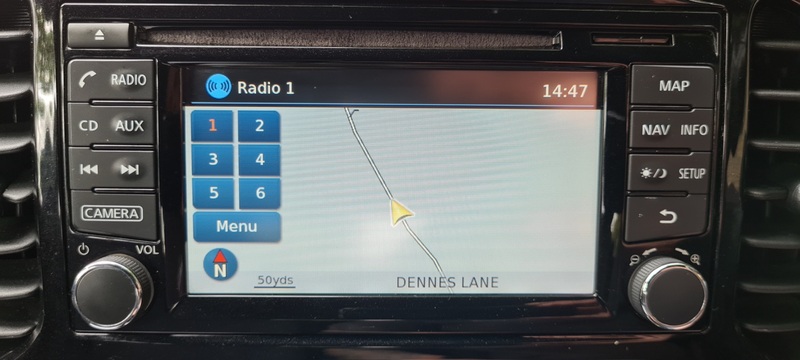 RADIO
CD AUX
CAMERA
VOL
Radio 1
14:47
1 2
3 4
5 6
Menu
N
50yds
DENNES LANE
MAP
NAV INFO
SETUP